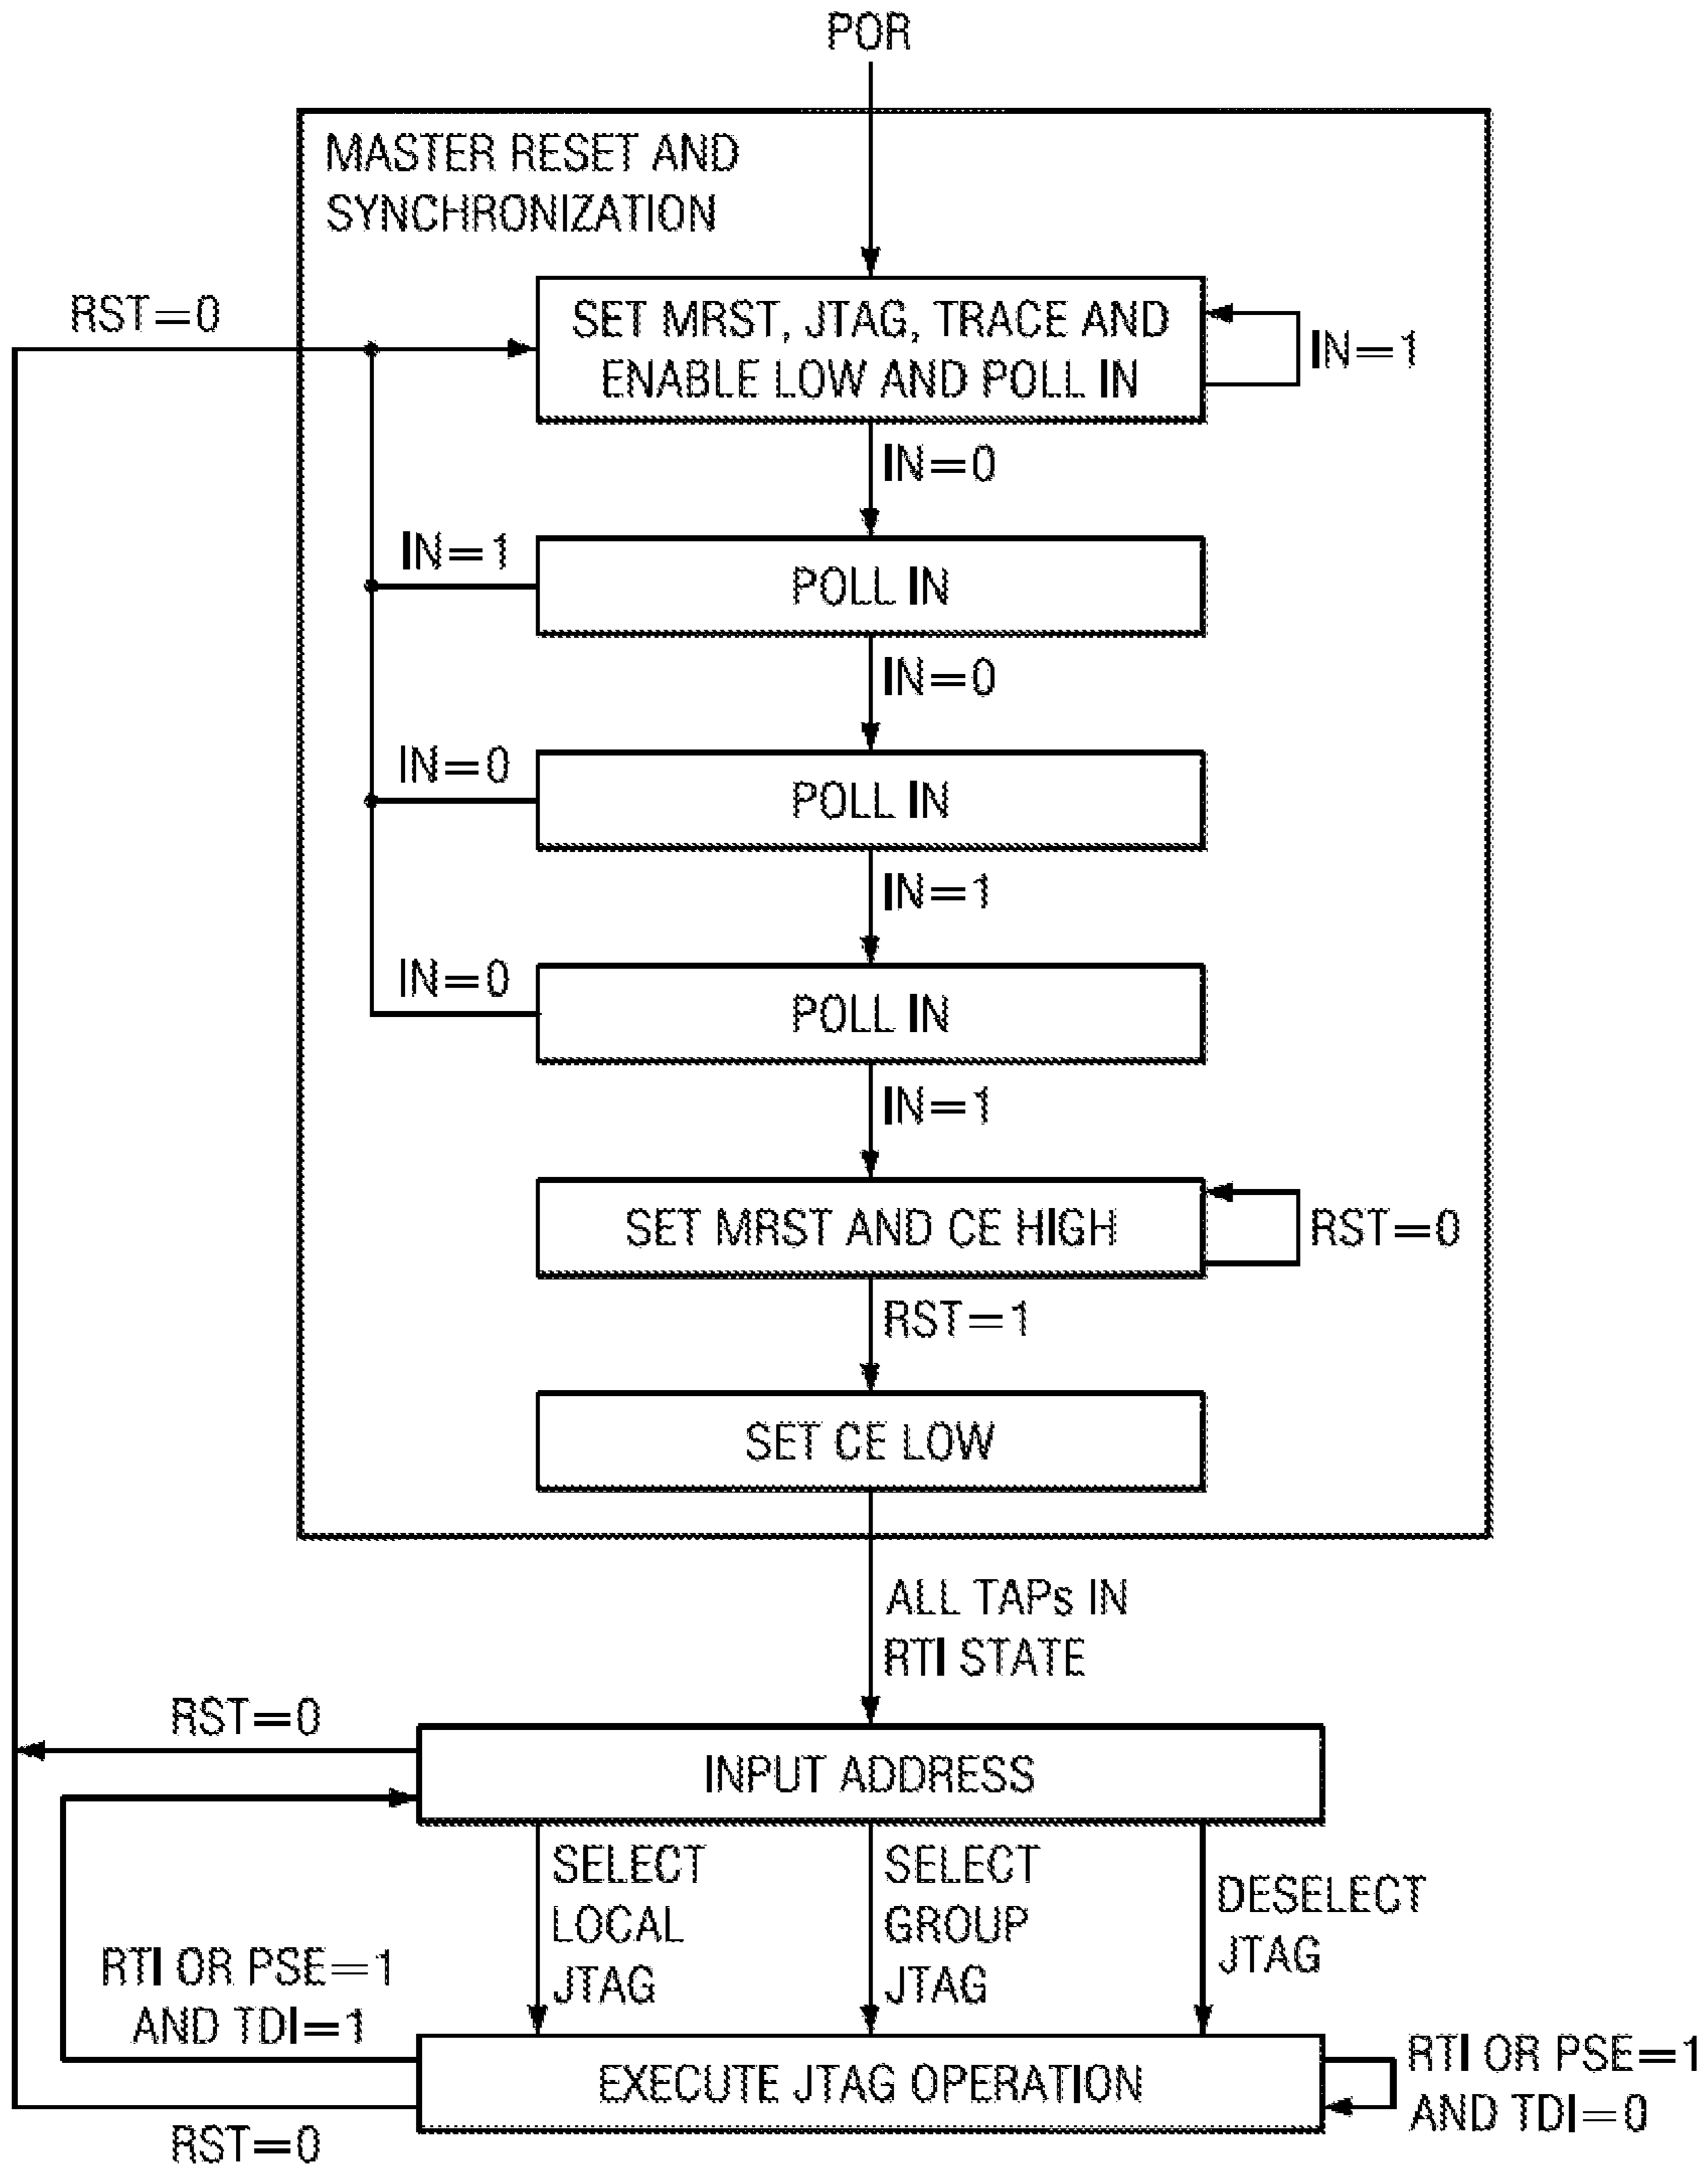 POR
MASTER RESET AND
SYNCHRONIZATION
RST=0
SET MRST, JTAG, TRACE AND
ENABLE LOW AND POLL IN
IN=1
IN=0
IN=1
POLL IN
IN=0
IN=0
POLL IN
IN=1
IN=0
POLL IN
IN=1
SET MRST AND CE HIGH
RST=0
RST=1
SET CE LOW
ALL TAPs IN
RTI STATE
RST=0
INPUT ADDRESS
SELECT
LOCAL
JTAG
SELECT
GROUP
JTAG
DESELECT
JTAG
RTI OR PSE=1
AND TDI=1
EXECUTE JTAG OPERATION
RTI OR PSE=1
AND TDI=0
RST=0